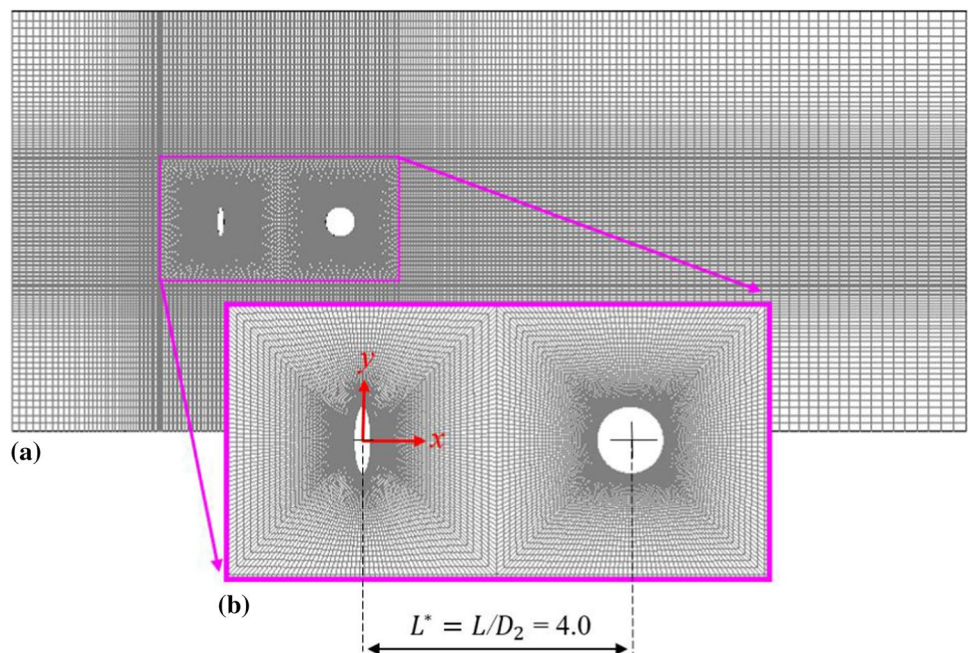 y
x
(a)
(b)
L* = L/D₂ = 4.0